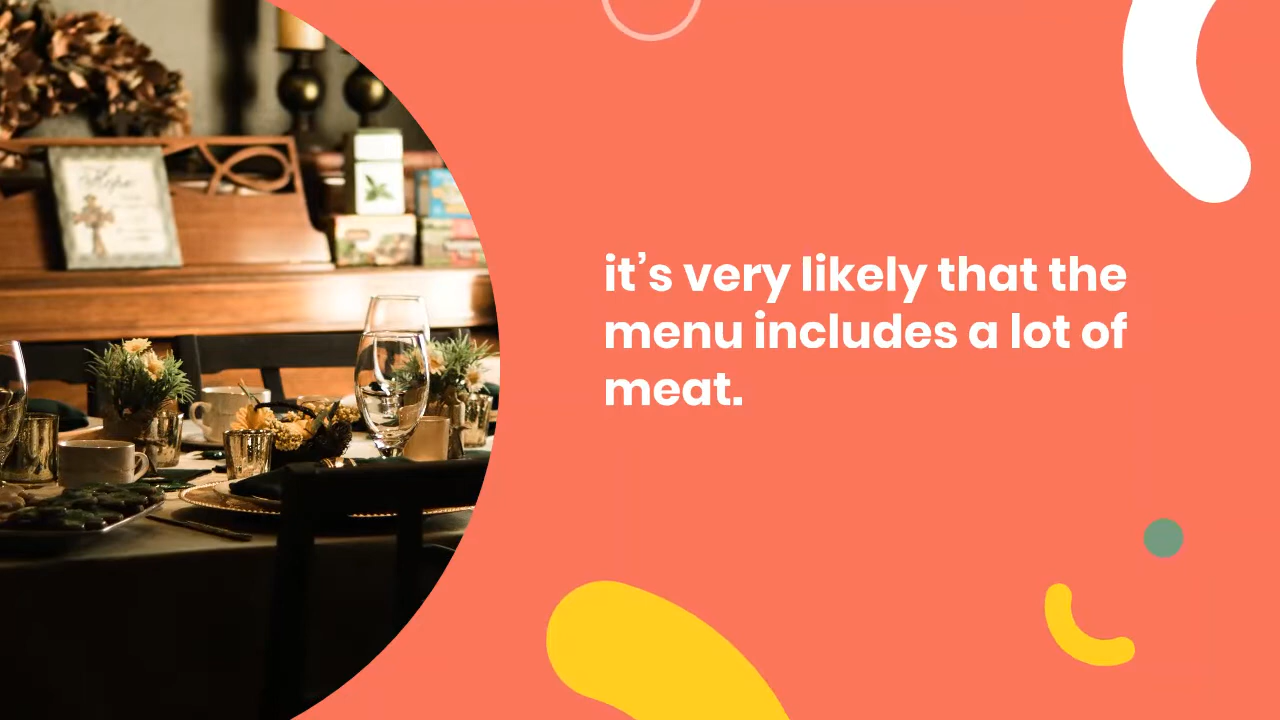 it’s very likely that the
menu includes a lot of
meat.